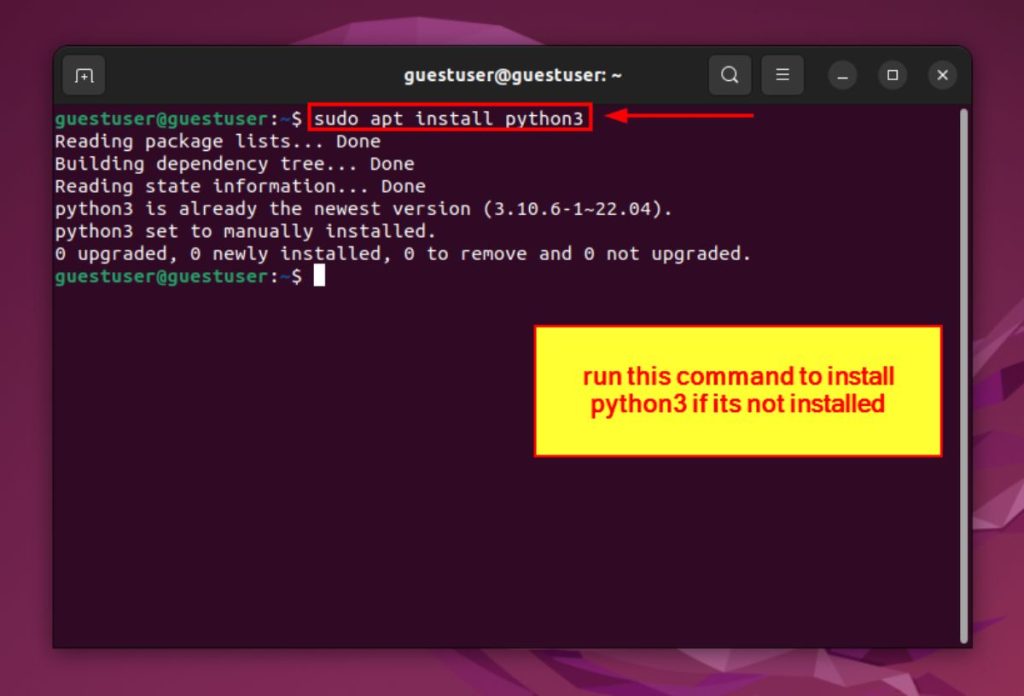 guestuser@guestuser: ~
guestuser@guestuser:~$ sudo apt install python3
Reading package lists... Done
Building dependency tree... Done
Reading state information... Done
python3 is already the newest version (3.10.6-1~22.04).
python3 set to manually installed.
0 upgraded, 0 newly installed, 0 to remove and 0 not upgraded.
guestuser@guestuser:~$
run this command to install
python3 if its not installed